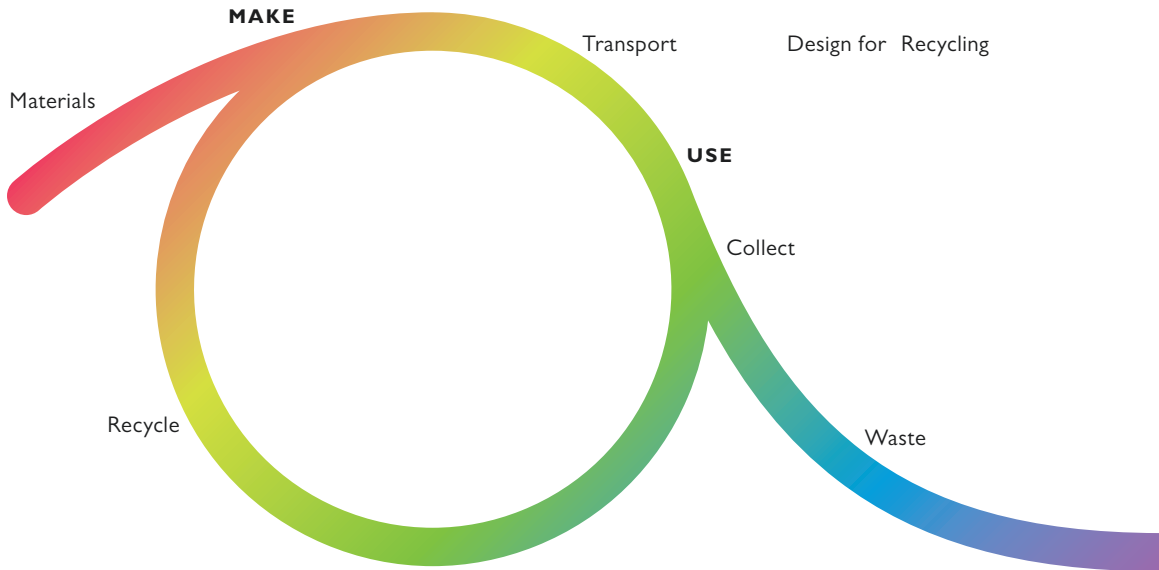 MAKE
Transport
Design for Recycling
Materials
USE
Collect
Recycle
Waste